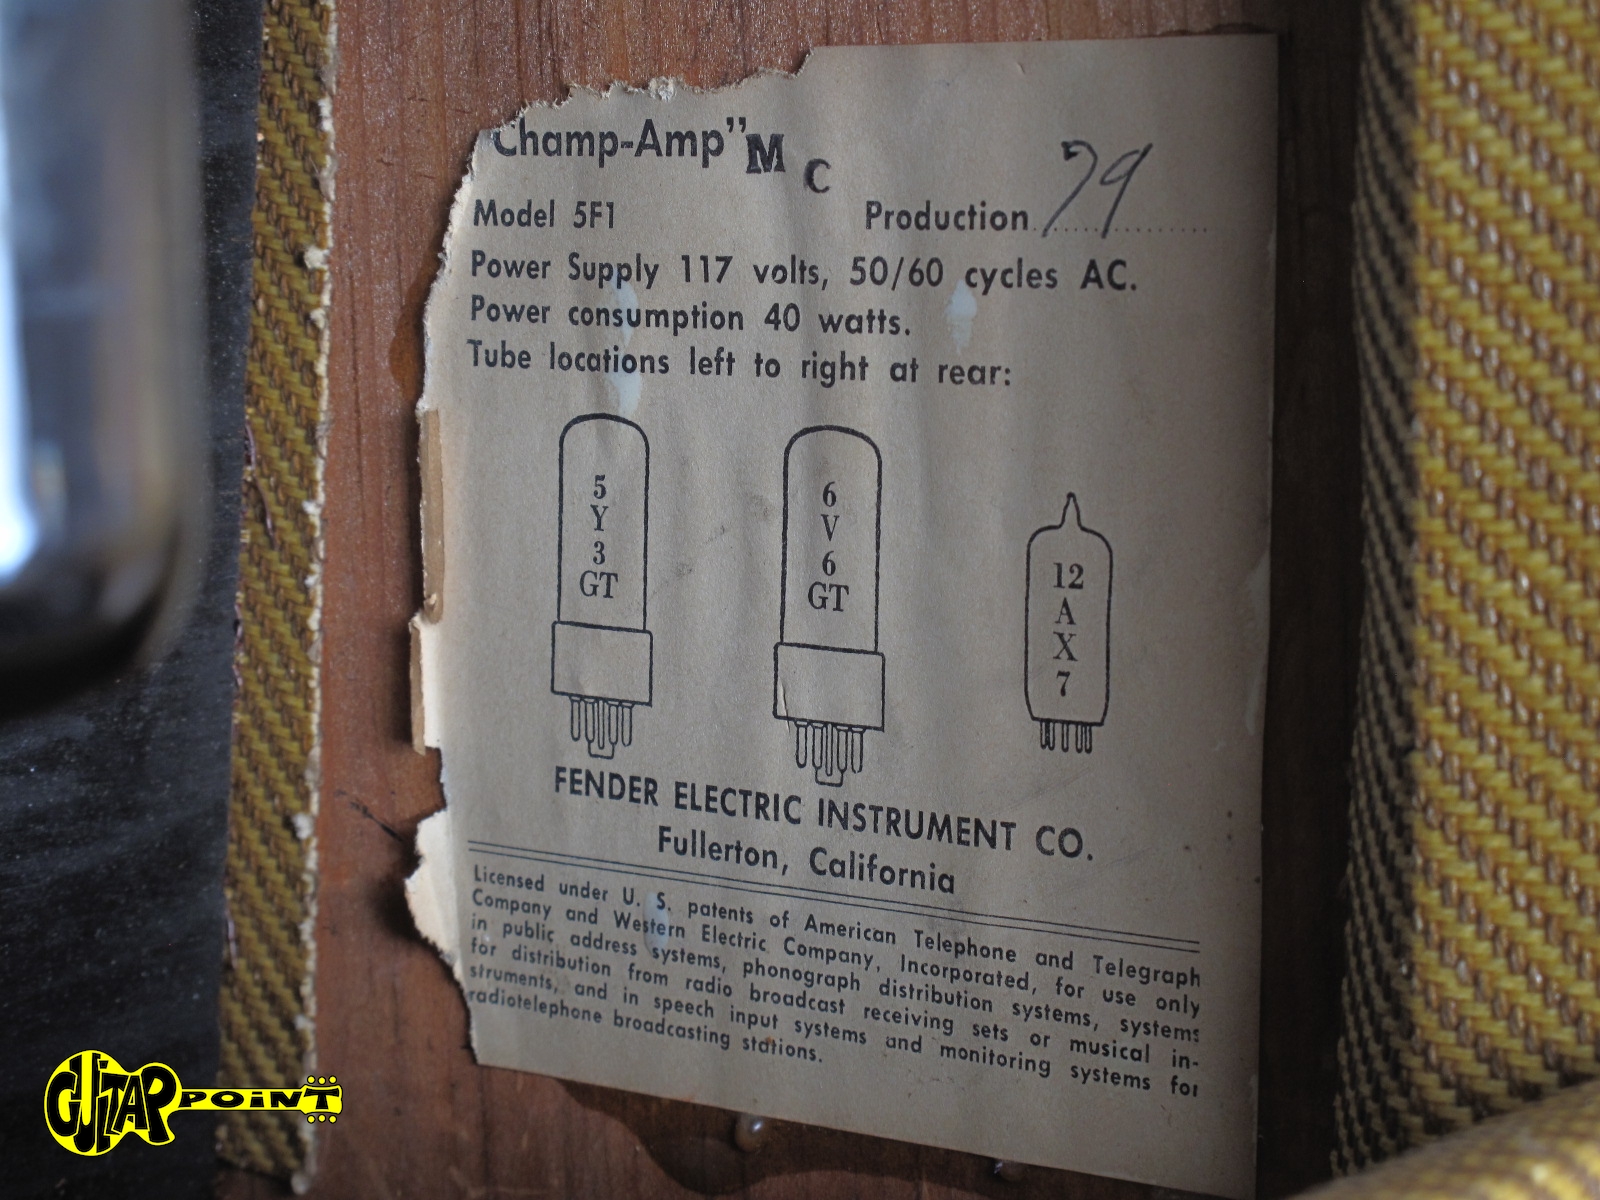 Champ-Amp" M C
Model 5F1 Production 79
Power Supply 117 volts, 50/60 cycles AC.
Power consumption 40 watts.
Tube locations left to right at rear:
5
Y
3
GT
6
V
6
GT
12
A
X
7
FENDER ELECTRIC INSTRUMENT CO.
Fullerton, California
Licensed under U. S. patents of American Telephone and Telegraph
Company and Western Electric Company, Incorporated, for use only
in public address systems, phonograph distribution systems, systems
for distribution from radio broadcast receiving sets or musical in-
struments, and in speech input systems and monitoring systems for
radiotelephone broadcasting stations.
GUITAR POINT